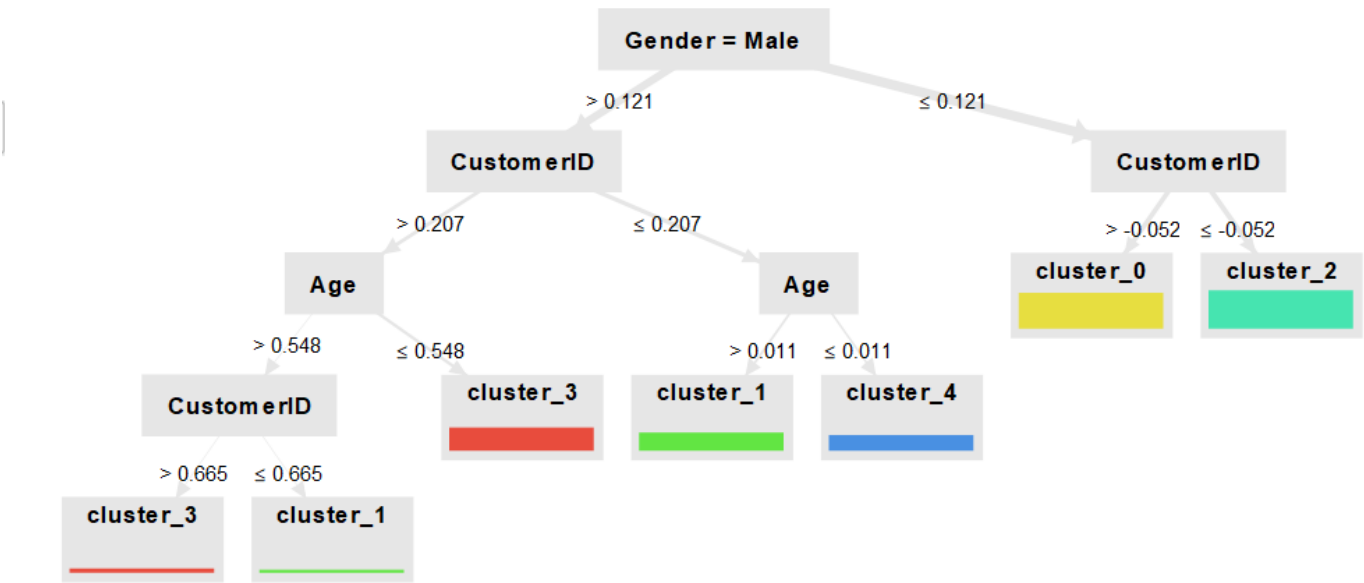 Gender = Male
> 0.121
≤ 0.121
CustomerID
CustomerID
> 0.207
≤ 0.207
> -0.052
≤ -0.052
Age
Age
cluster_0
cluster_2
> 0.548
≤ 0.548
> 0.011
≤ 0.011
CustomerID
cluster_3
cluster_1
cluster_4
> 0.665
≤ 0.665
cluster_3
cluster_1